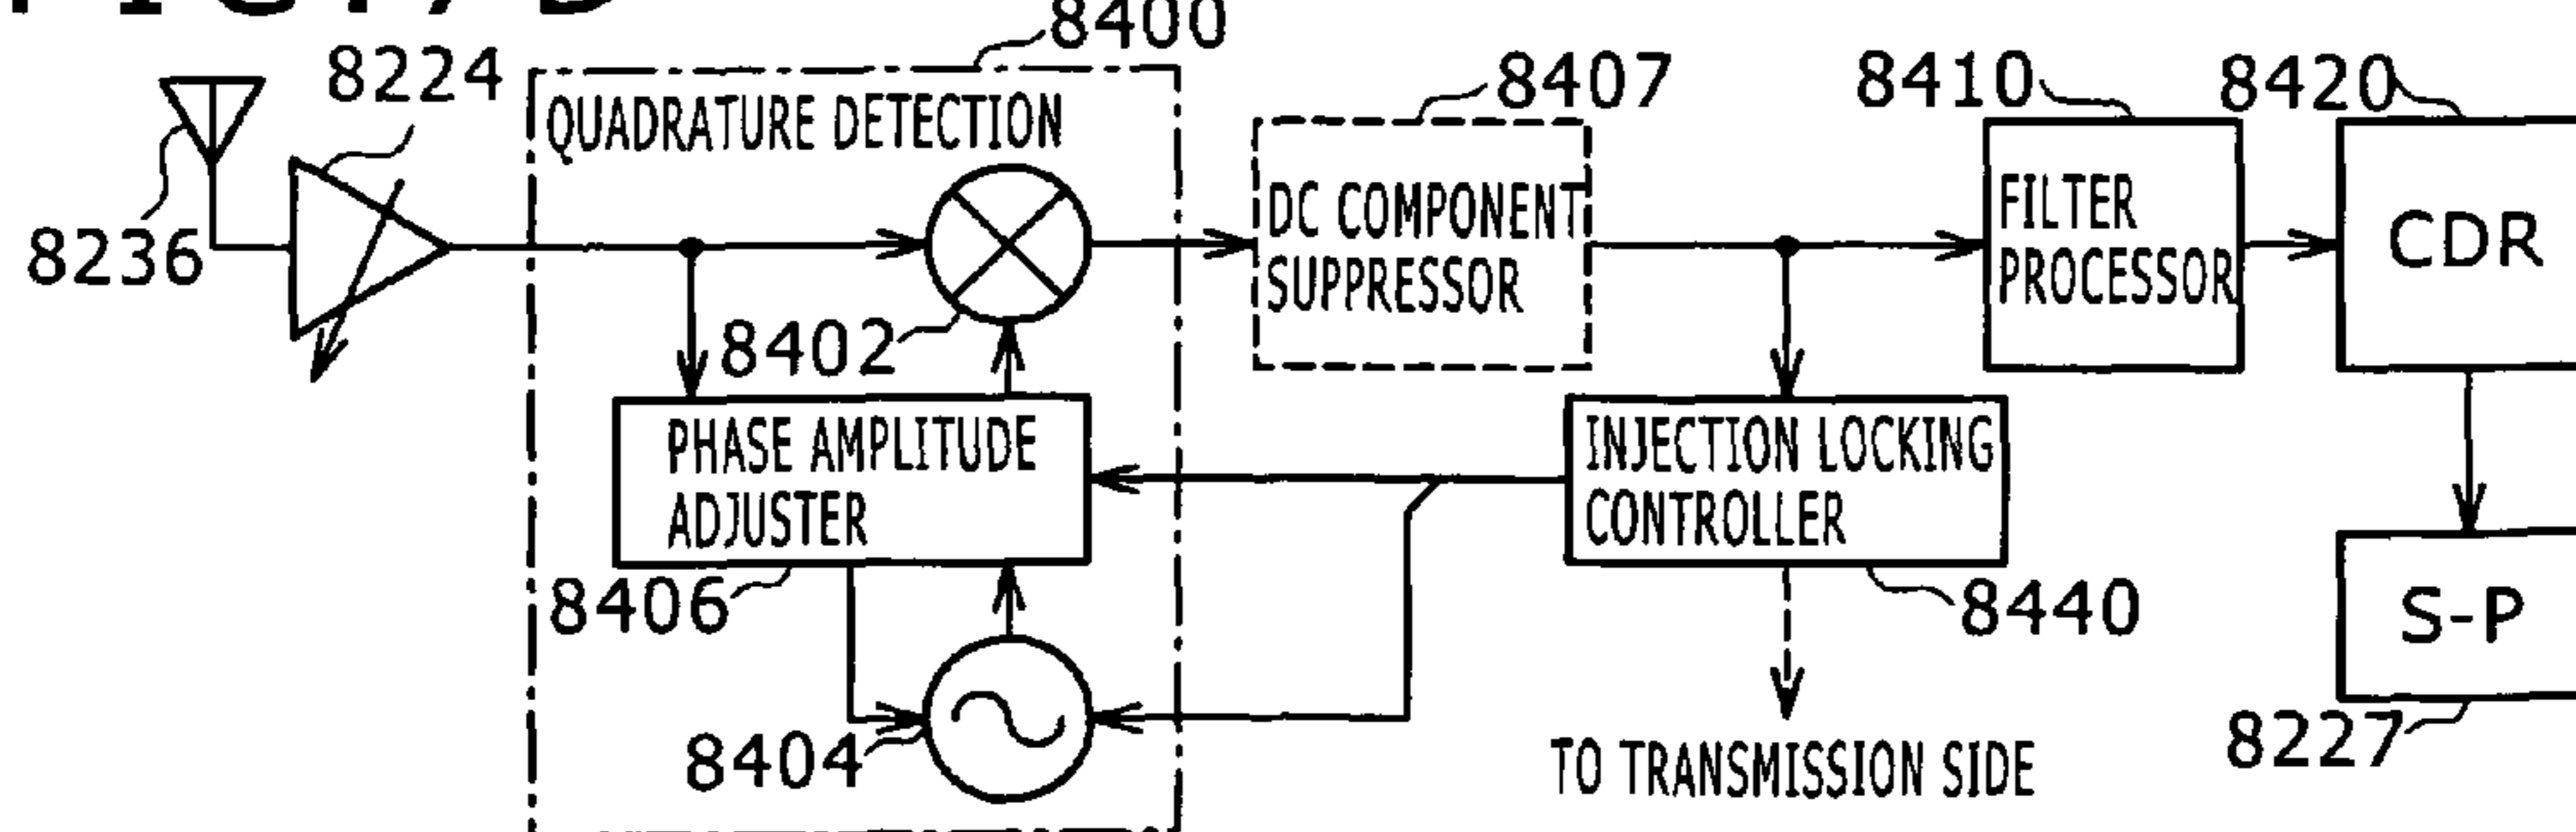 8400
8224
8407
8410
8420
QUADRATURE DETECTION
8236
DC COMPONENT
SUPPRESSOR
FILTER
PROCESSOR
CDR
8402
PHASE AMPLITUDE
ADJUSTER
INJECTION LOCKING
CONTROLLER
8406
8440
S-P
8404
TO TRANSMISSION SIDE
8227